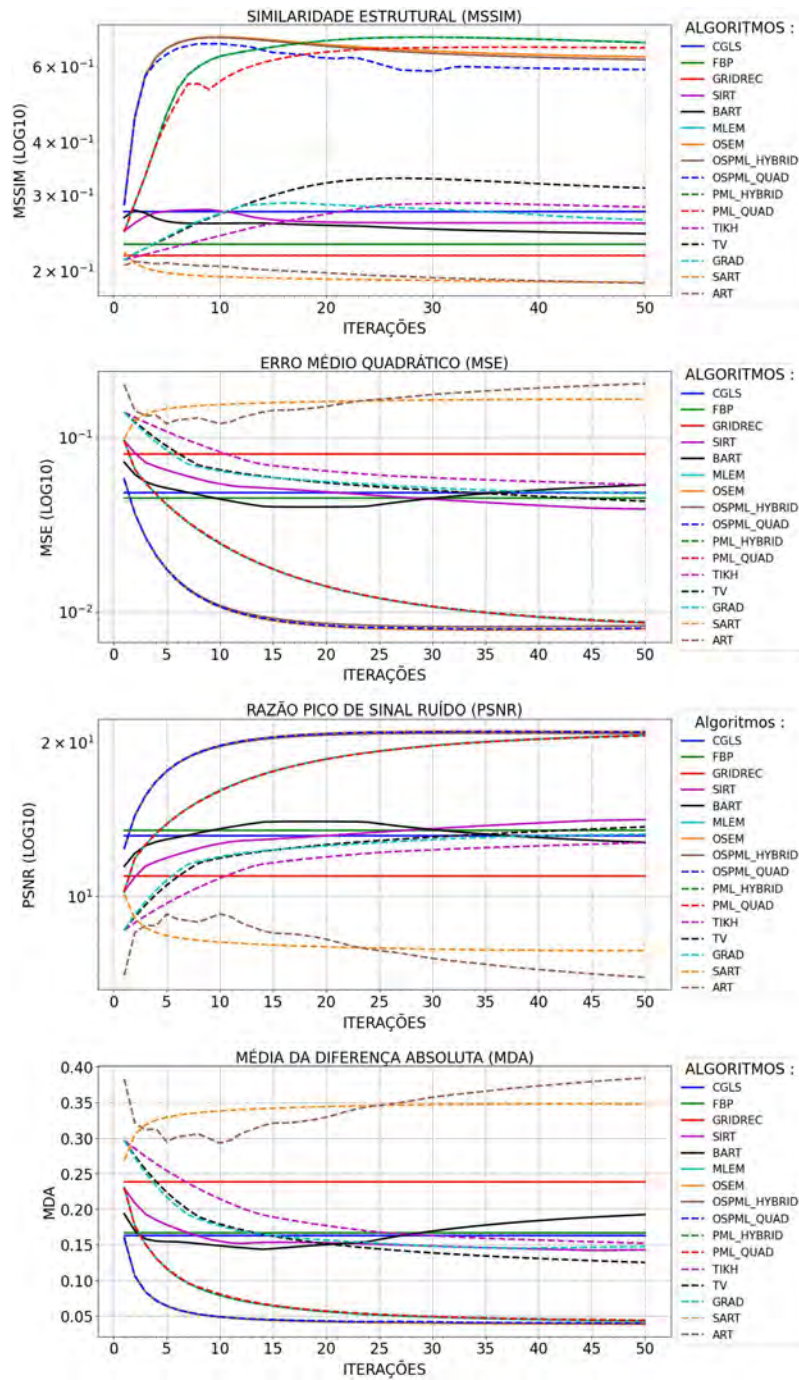 SIMILARIDADE ESTRUTURAL (MSSIM)
MSSIM (LOG10)
6 × 10⁻¹
4 × 10⁻¹
3 × 10⁻¹
2 × 10⁻¹
0 5 10 15 20 25 30 35 40 45 50
ITERAÇÕES
ALGORITMOS :
CGLS
FBP
GRIDREC
SIRT
BART
MLEM
OSEM
OSPML_HYBRID
OSPML_QUAD
PML_HYBRID
PML_QUAD
TIKH
TV
GRAD
SART
ART
ERRO MÉDIO QUADRÁTICO (MSE)
MSE (LOG10)
10⁻¹
10⁻²
0 5 10 15 20 25 30 35 40 45 50
ITERAÇÕES
ALGORITMOS :
CGLS
FBP
GRIDREC
SIRT
BART
MLEM
OSEM
OSPML_HYBRID
OSPML_QUAD
PML_HYBRID
PML_QUAD
TIKH
TV
GRAD
SART
ART
RAZÃO PICO DE SINAL RUÍDO (PSNR)
PSNR (LOG10)
2 × 10¹
10¹
0 5 10 15 20 25 30 35 40 45 50
ITERAÇÕES
Algoritmos :
CGLS
FBP
GRIDREC
SIRT
BART
MLEM
OSEM
OSPML_HYBRID
OSPML_QUAD
PML_HYBRID
PML_QUAD
TIKH
TV
GRAD
SART
ART
MÉDIA DA DIFERENÇA ABSOLUTA (MDA)
MDA
0.40
0.35
0.30
0.25
0.20
0.15
0.10
0.05
0 5 10 15 20 25 30 35 40 45 50
ITERAÇÕES
ALGORITMOS :
CGLS
FBP
GRIDREC
SIRT
BART
MLEM
OSEM
OSPML_HYBRID
OSPML_QUAD
PML_HYBRID
PML_QUAD
TIKH
TV
GRAD
SART
ART